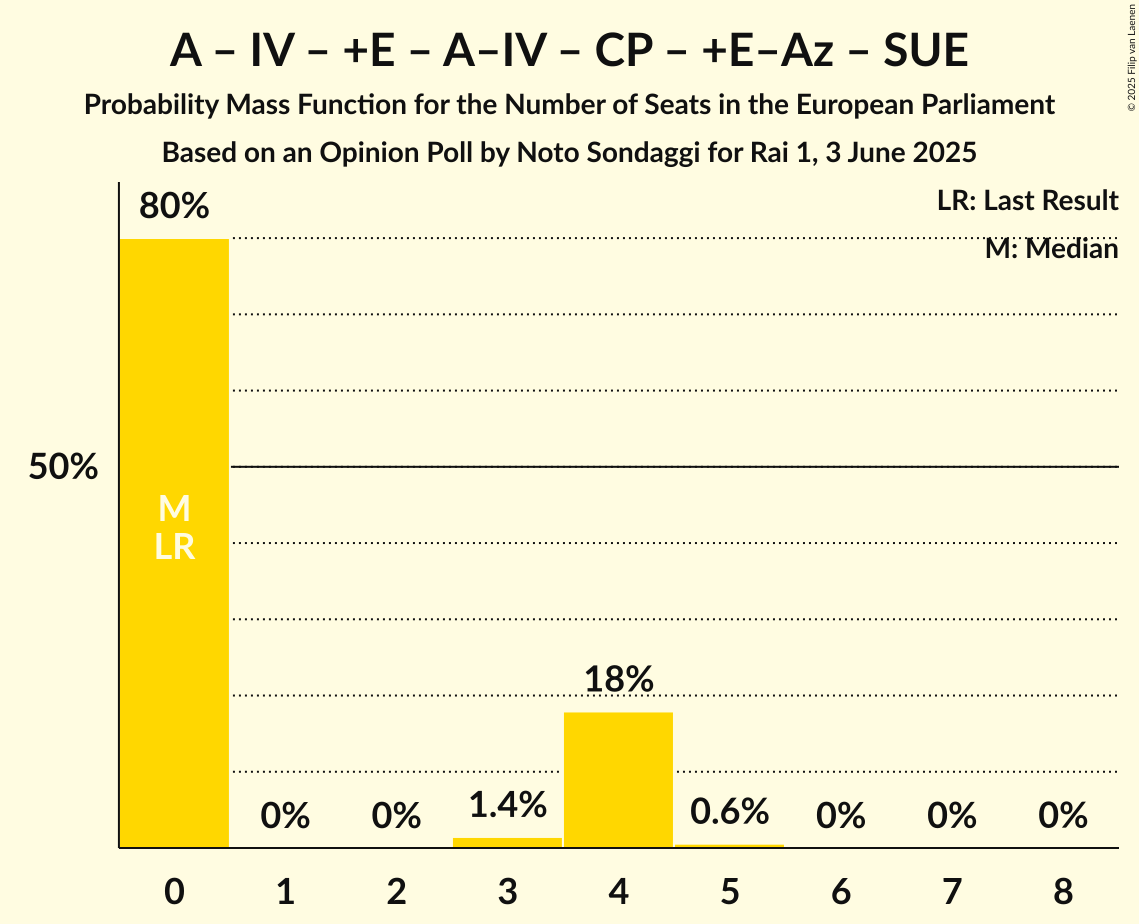 A – IV – +E – A–IV – CP – +E–Az – SUE
Probability Mass Function for the Number of Seats in the European Parliament
Based on an Opinion Poll by Noto Sondaggi for Rai 1, 3 June 2025
© 2025 Filip van Laenen
LR: Last Result
M: Median
80%
50%
M
LR
0%
0%
1.4%
18%
0.6%
0%
0%
0%
0
1
2
3
4
5
6
7
8